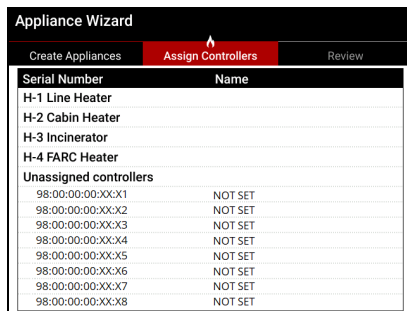 Appliance Wizard
Create Appliances Assign Controllers Review
Serial Number Name
H-1 Line Heater
H-2 Cabin Heater
H-3 Incinerator
H-4 FARC Heater
Unassigned controllers
98:00:00:00:XX:X1 NOT SET
98:00:00:00:XX:X2 NOT SET
98:00:00:00:XX:X3 NOT SET
98:00:00:00:XX:X4 NOT SET
98:00:00:00:XX:X5 NOT SET
98:00:00:00:XX:X6 NOT SET
98:00:00:00:XX:X7 NOT SET
98:00:00:00:XX:X8 NOT SET